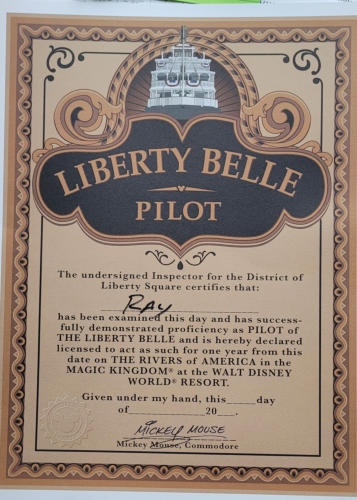 LIBERTY BELLE
PILOT
The undersigned Inspector for the District of
Liberty Square certifies that:
RAY
has been examined this day and has success-
fully demonstrated proficiency as PILOT of
THE LIBERTY BELLE and is hereby declared
licensed to act as such for one year from this
date on THE RIVERS of AMERICA in the
MAGIC KINGDOM® at the WALT DISNEY
WORLD® RESORT.
Given under my hand, this_____day
of_____________20___.
MICKEY MOUSE
Mickey Mouse, Commodore